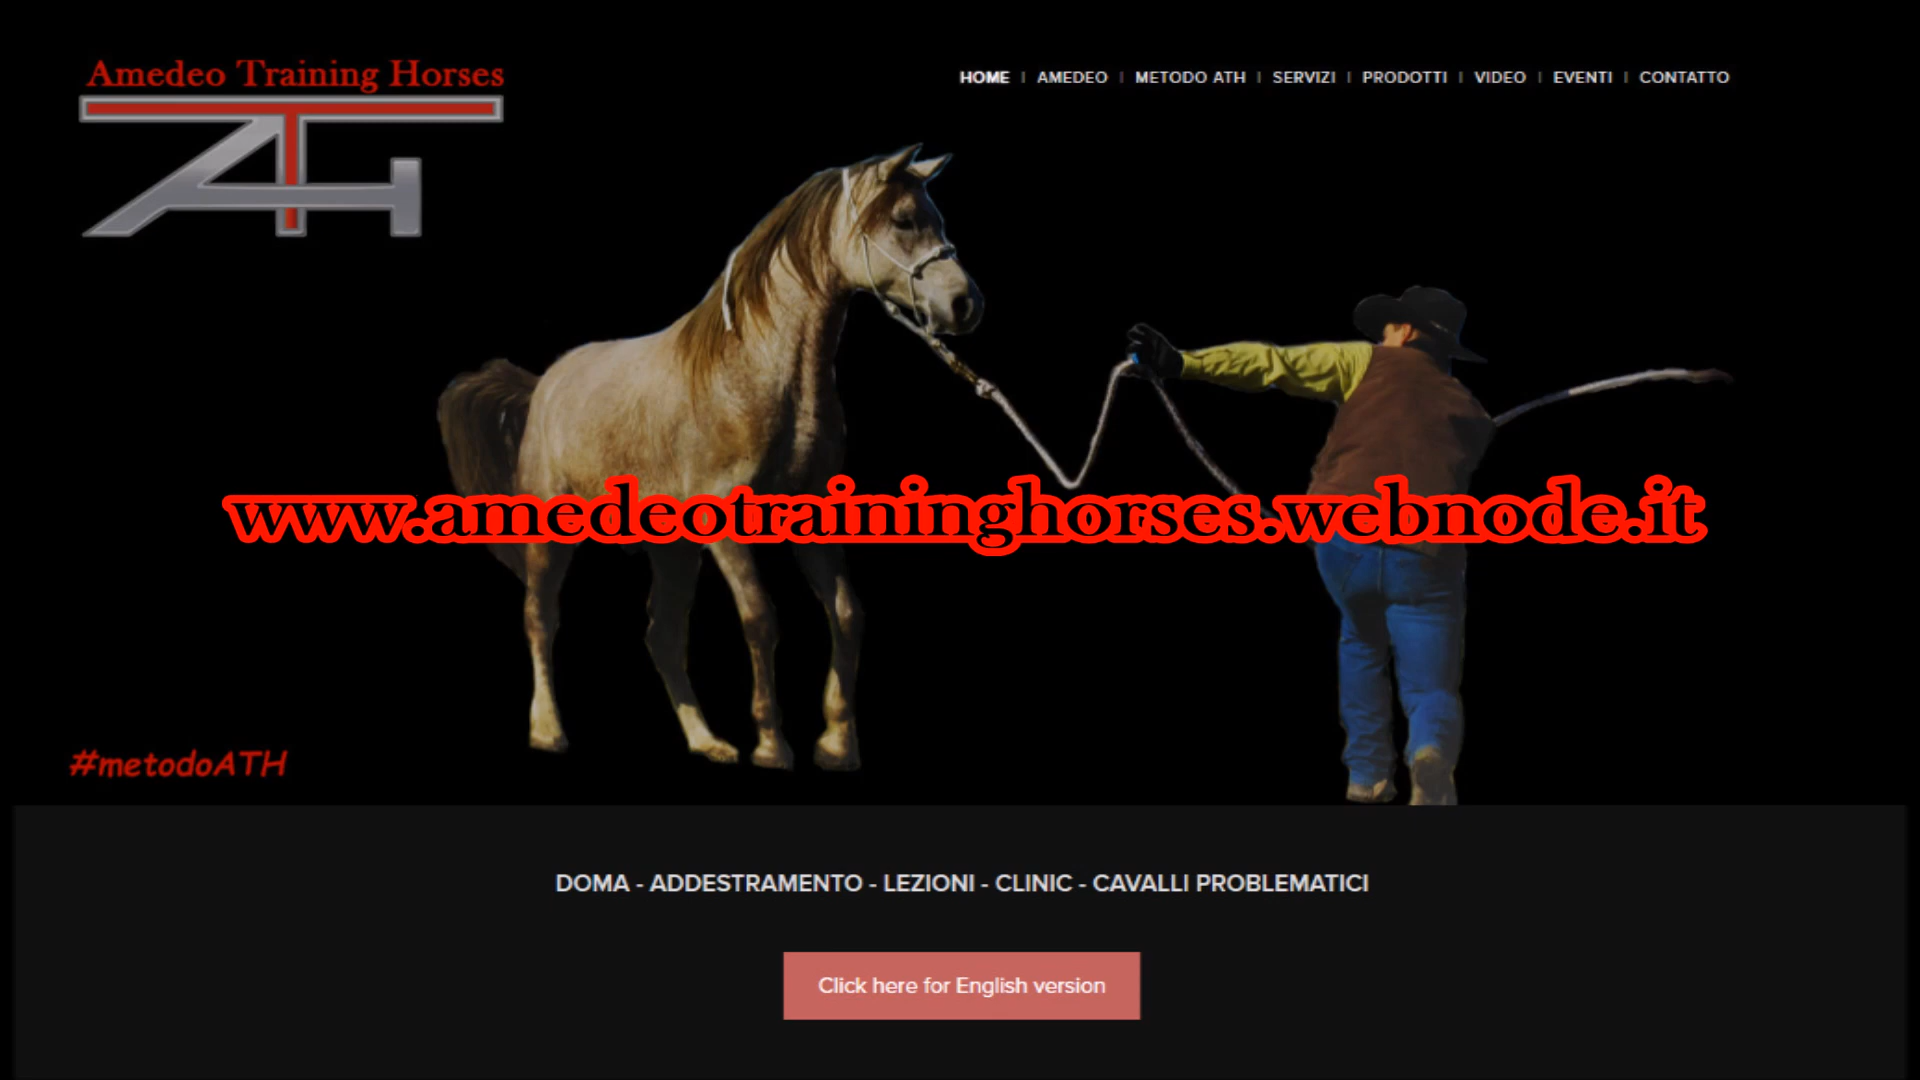 Amedeo Training Horses
ATH
HOME | AMEDEO | METODO ATH | SERVIZI | PRODOTTI | VIDEO | EVENTI | CONTATTO
www.amedeotraininghorses.webnode.it
#metodoATH
DOMA - ADDESTRAMENTO - LEZIONI - CLINIC - CAVALLI PROBLEMATICI
Click here for English version